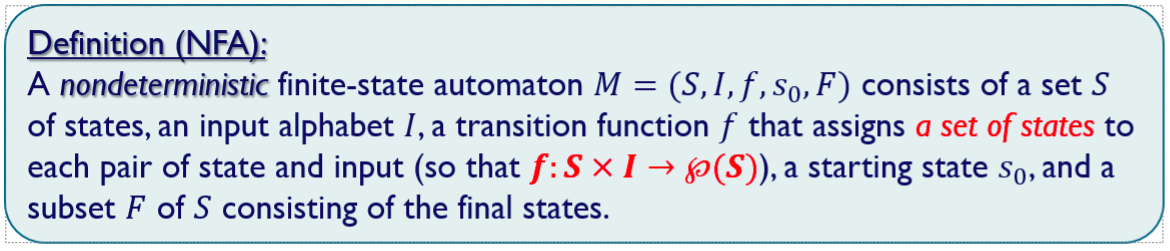 Definition (NFA):
A nondeterministic finite-state automaton M = (S, I, f, s₀, F) consists of a set S
of states, an input alphabet I, a transition function f that assigns a set of states to
each pair of state and input (so that f: S × I → ℘(S)), a starting state s₀, and a
subset F of S consisting of the final states.